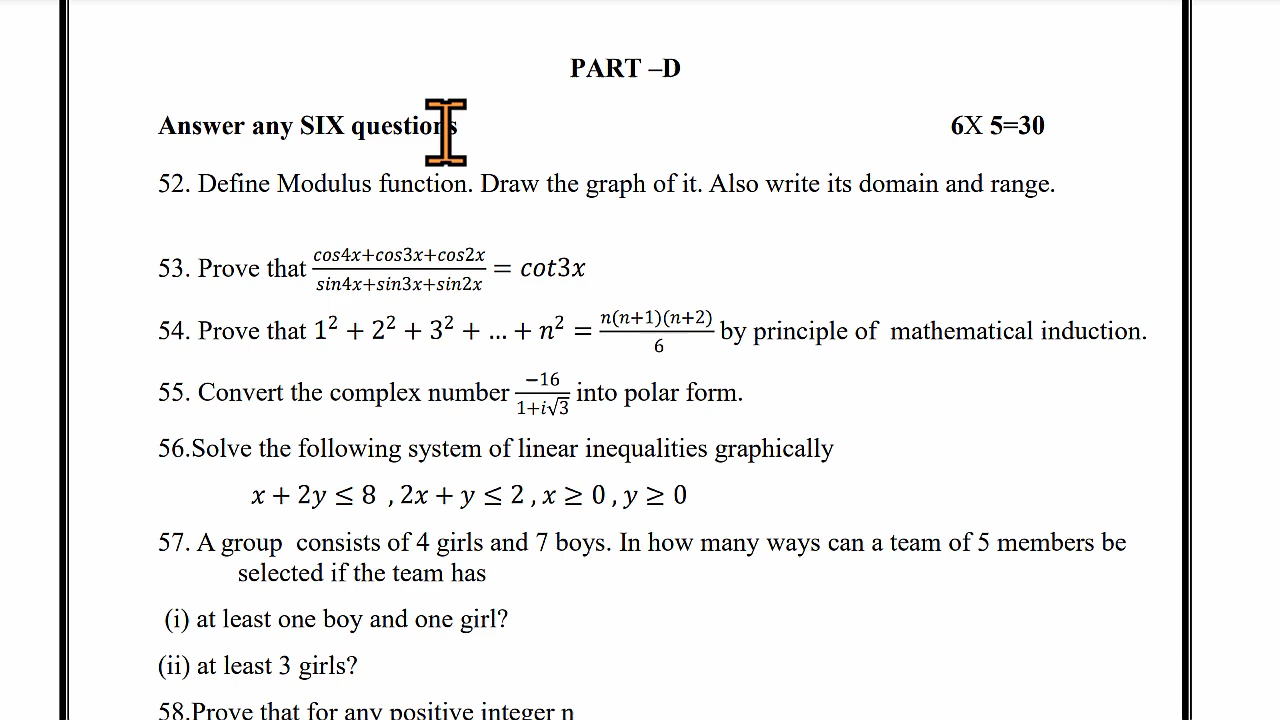 PART –D
Answer any SIX questions 6X 5=30
52. Define Modulus function. Draw the graph of it. Also write its domain and range.
53. Prove that \frac{cos4x+cos3x+cos2x}{sin4x+sin3x+sin2x} = cot3x
54. Prove that 1² + 2² + 3² + … + n² = \frac{n(n+1)(n+2)}{6} by principle of mathematical induction.
55. Convert the complex number \frac{−16}{1+i√3} into polar form.
56.Solve the following system of linear inequalities graphically
x + 2y ≤ 8 , 2x + y ≤ 2 , x ≥ 0 , y ≥ 0
57. A group consists of 4 girls and 7 boys. In how many ways can a team of 5 members be
selected if the team has
(i) at least one boy and one girl?
(ii) at least 3 girls?
58.Prove that for any positive integer n